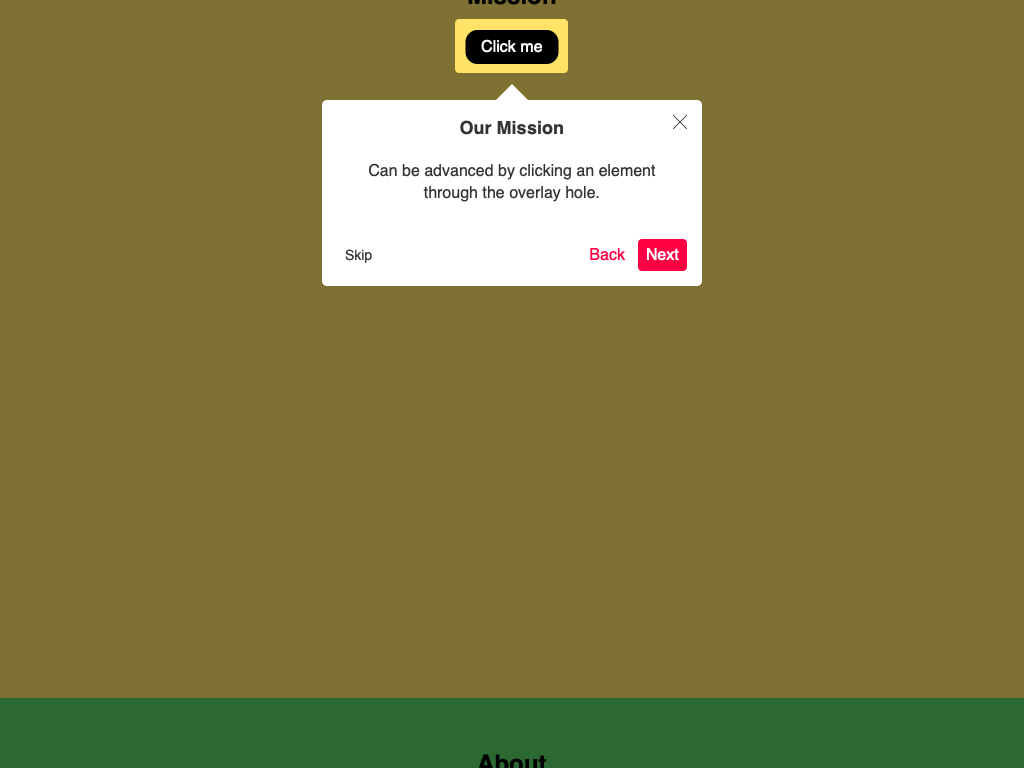 Mission
Click me
Our Mission
Can be advanced by clicking an element
through the overlay hole.
Skip
Back
Next
About